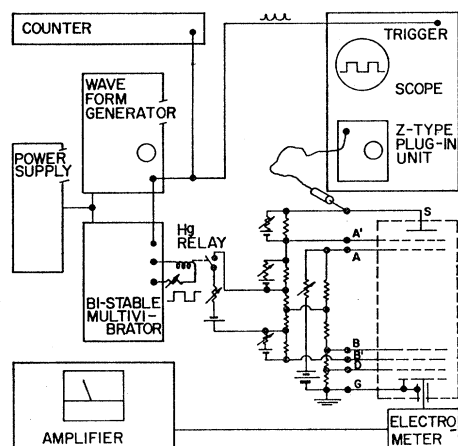 COUNTER
TRIGGER
SCOPE
WAVE
FORM
GENERATOR
Z-TYPE
PLUG-IN
UNIT
POWER
SUPPLY
Hg
RELAY
S
A'
A
BI-STABLE
MULTIVI-
BRATOR
B
B'
D
G
AMPLIFIER
ELECTRO
METER